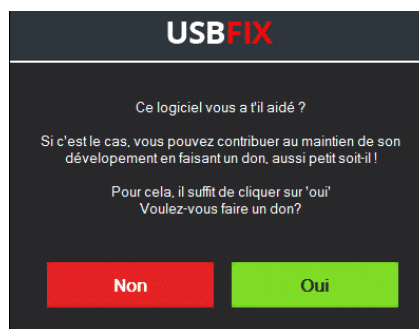 USBFIX
Ce logiciel vous a t'il aidé ?
Si c'est le cas, vous pouvez contribuer au maintien de son
dévelopement en faisant un don, aussi petit soit-il !
Pour cela, il suffit de cliquer sur 'oui'
Voulez-vous faire un don?
Non
Oui